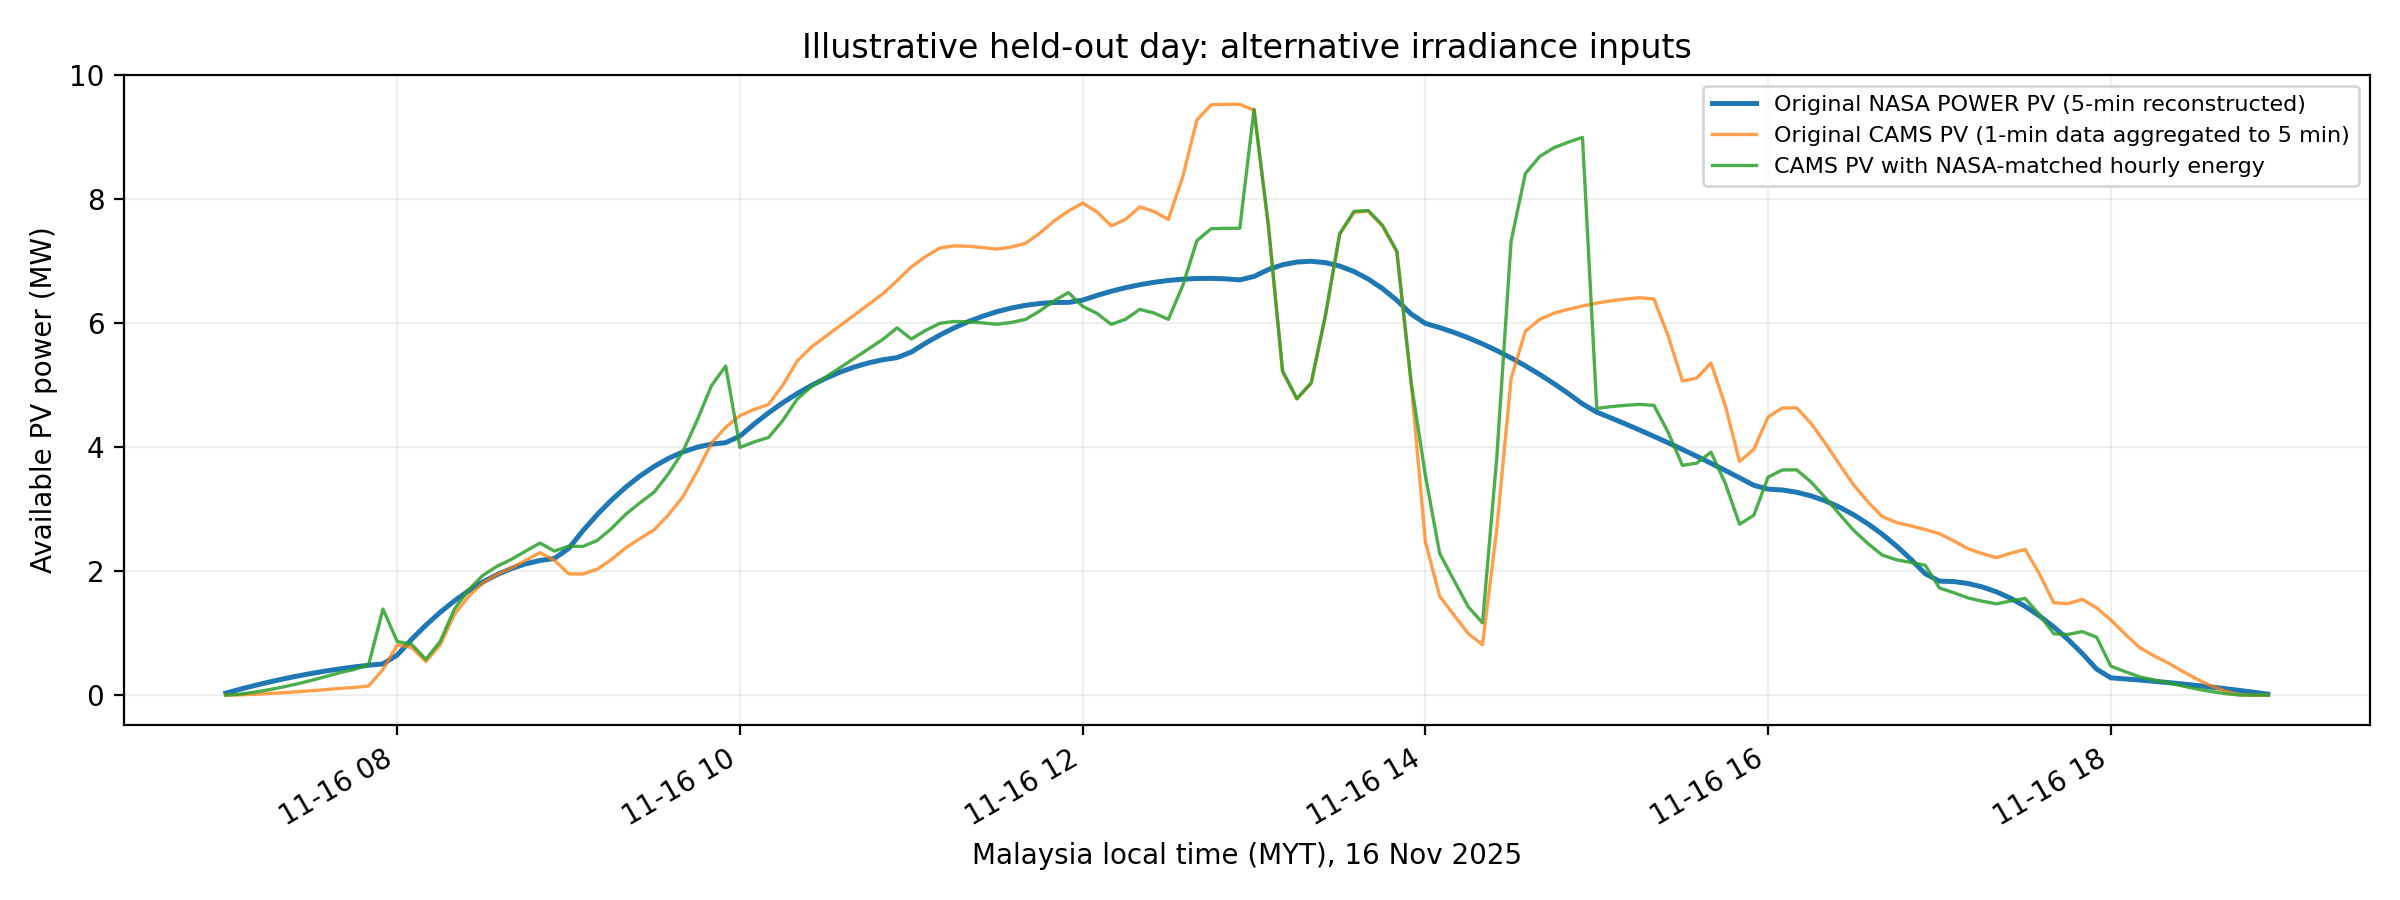 Illustrative held-out day: alternative irradiance inputs
Available PV power (MW)
10
8
6
4
2
0
Original NASA POWER PV (5-min reconstructed)
Original CAMS PV (1-min data aggregated to 5 min)
CAMS PV with NASA-matched hourly energy
11-16 08
11-16 10
11-16 12
11-16 14
11-16 16
11-16 18
Malaysia local time (MYT), 16 Nov 2025